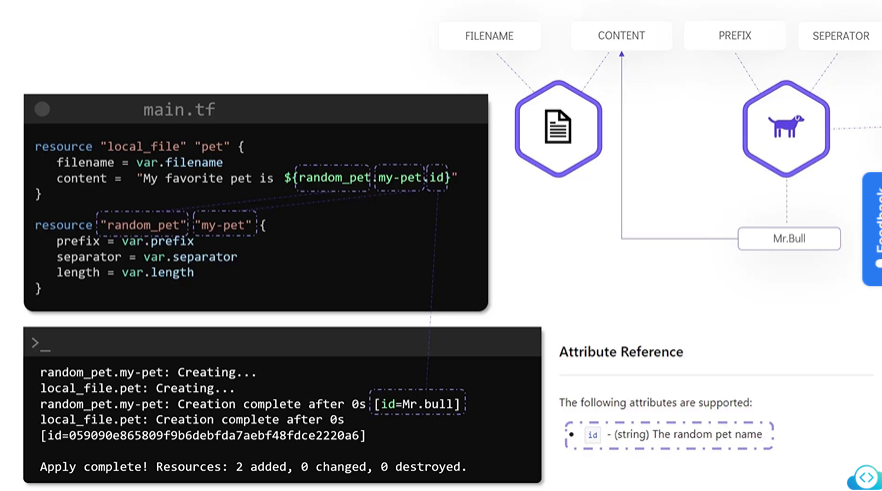 FILENAME
CONTENT
PREFIX
SEPERATOR
main.tf
resource "local_file" "pet" {
filename = var.filename
content = "My favorite pet is ${random_pet.my-pet.id}"
}
resource "random_pet" "my-pet" {
prefix = var.prefix
separator = var.separator
length = var.length
}
Mr.Bull
Feedback
>_
random_pet.my-pet: Creating...
local_file.pet: Creating...
random_pet.my-pet: Creation complete after 0s [id=Mr.bull]
local_file.pet: Creation complete after 0s
[id=059090e865809f9b6debfda7aebf48fdce2220a6]
Apply complete! Resources: 2 added, 0 changed, 0 destroyed.
Attribute Reference
The following attributes are supported:
• id - (string) The random pet name